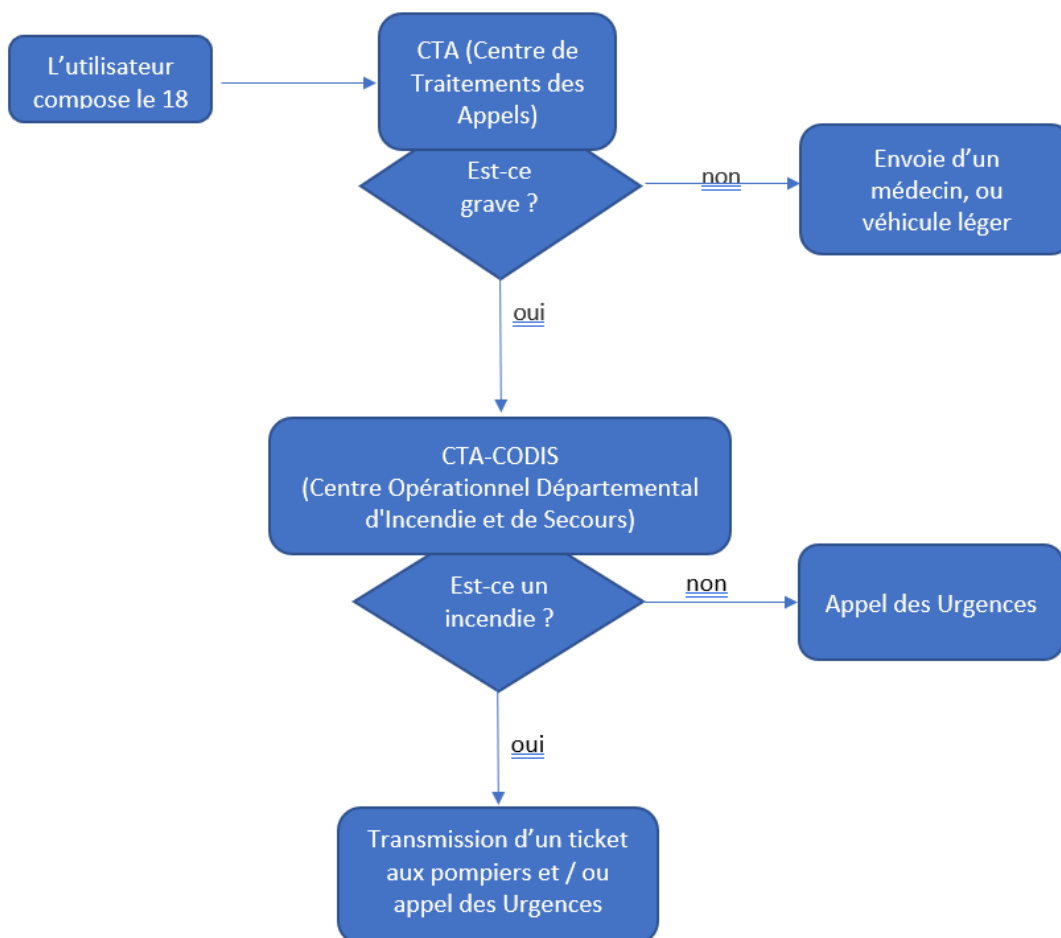 L’utilisateur
compose le 18
CTA (Centre de
Traitements des
Appels)
Est-ce
grave ?
non
Envoie d’un
médecin, ou
véhicule léger
oui
CTA-CODIS
(Centre Opérationnel Départemental
d'Incendie et de Secours)
Est-ce un
incendie ?
non
Appel des Urgences
oui
Transmission d’un ticket
aux pompiers et / ou
appel des Urgences